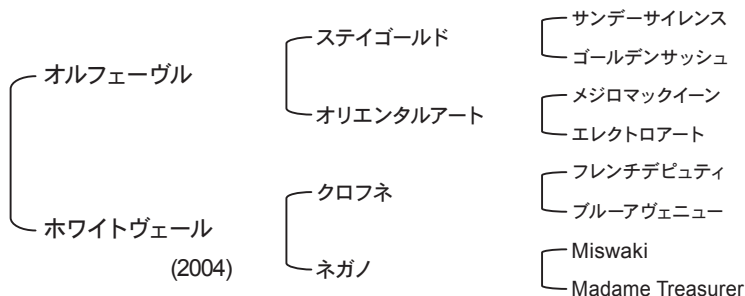 オルフェーヴル
ステイゴールド
サンデーサイレンス
ゴールデンサッシュ
オリエンタルアート
メジロマックイーン
エレクトロアート
ホワイトヴェール
(2004)
クロフネ
フレンチデピュティ
ブルーアヴェニュー
ネガノ
Miswaki
Madame Treasurer